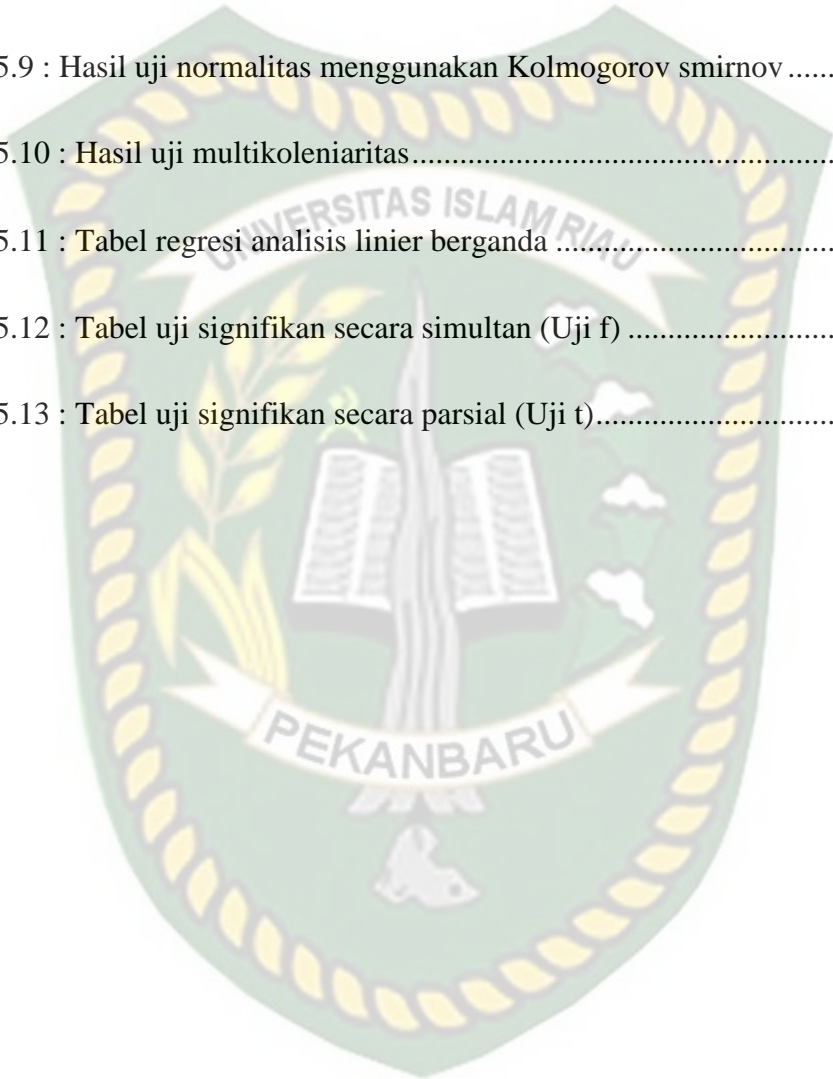 5.9 : Hasil uji normalitas menggunakan Kolmogorov smirnov......
5.10 : Hasil uji multikoleniaritas......................................................
UNIVERSITAS ISLAM RIAU
5.11 : Tabel regresi analisis linier berganda ...................................
5.12 : Tabel uji signifikan secara simultan (Uji f) ..........................
5.13 : Tabel uji signifikan secara parsial (Uji t)..............................
PEKANBARU